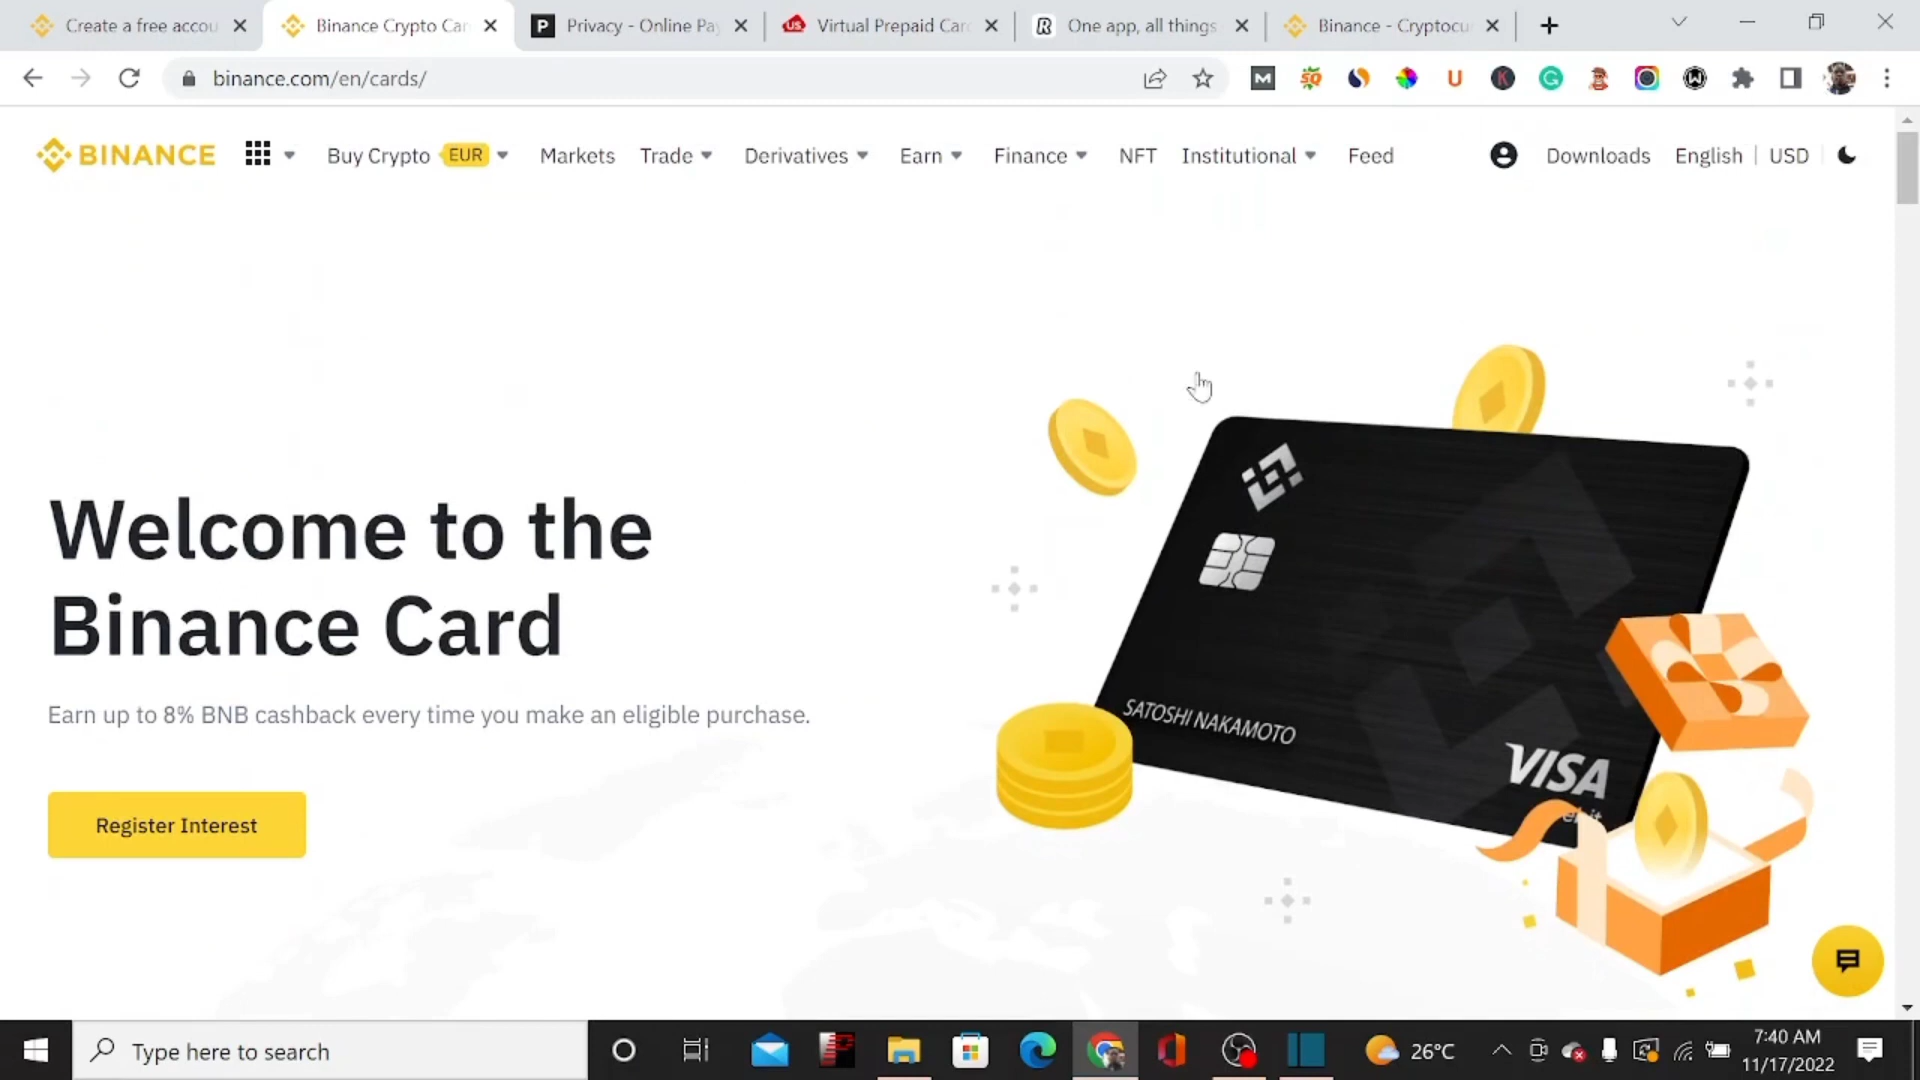 Create a free accou
Binance Crypto Car
Privacy - Online Pay
Virtual Prepaid Card
One app, all things
Binance - Cryptocu
binance.com/en/cards/
BINANCE
Buy Crypto EUR
Markets
Trade
Derivatives
Earn
Finance
NFT
Institutional
Feed
Downloads
English
USD
Welcome to the
Binance Card
Earn up to 8% BNB cashback every time you make an eligible purchase.
Register Interest
SATOSHI NAKAMOTO
VISA
Type here to search
26°C
7:40 AM
11/17/2022